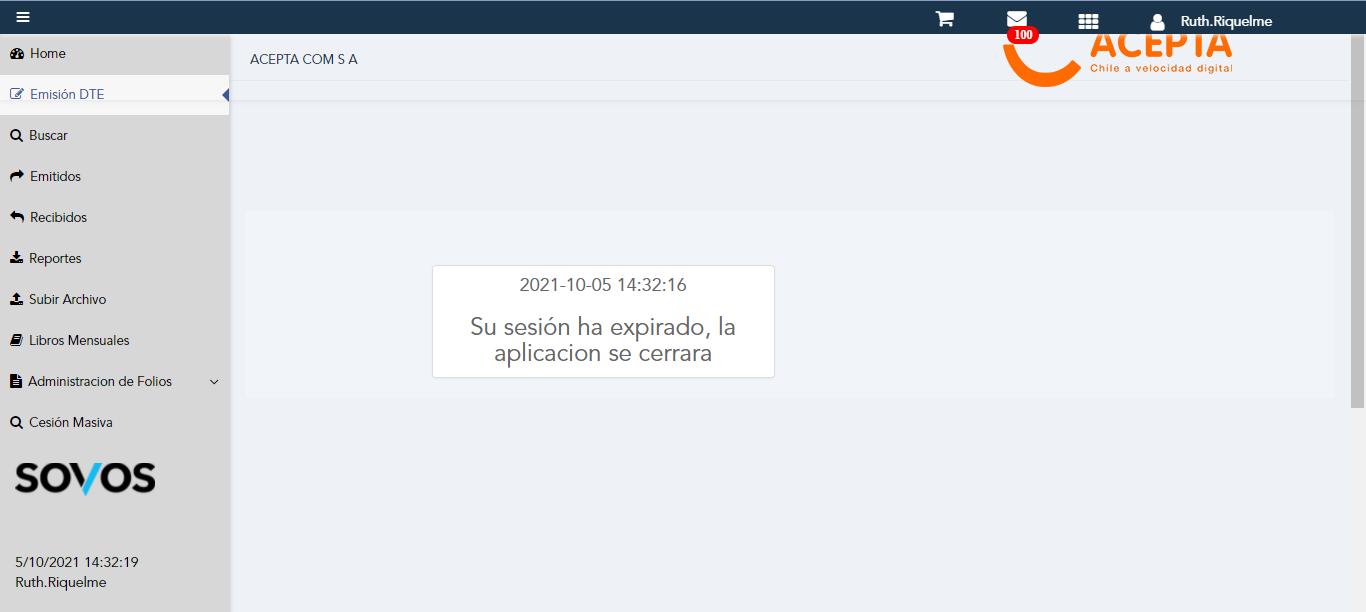 Ruth.Riquelme
100
Home
Emisión DTE
Buscar
Emitidos
Recibidos
Reportes
Subir Archivo
Libros Mensuales
Administracion de Folios
Cesión Masiva
SOVOS
5/10/2021 14:32:19
Ruth.Riquelme
ACEPTA COM S A
ACEPTA
Chile a velocidad digital
2021-10-05 14:32:16
Su sesión ha expirado, la
aplicacion se cerrara